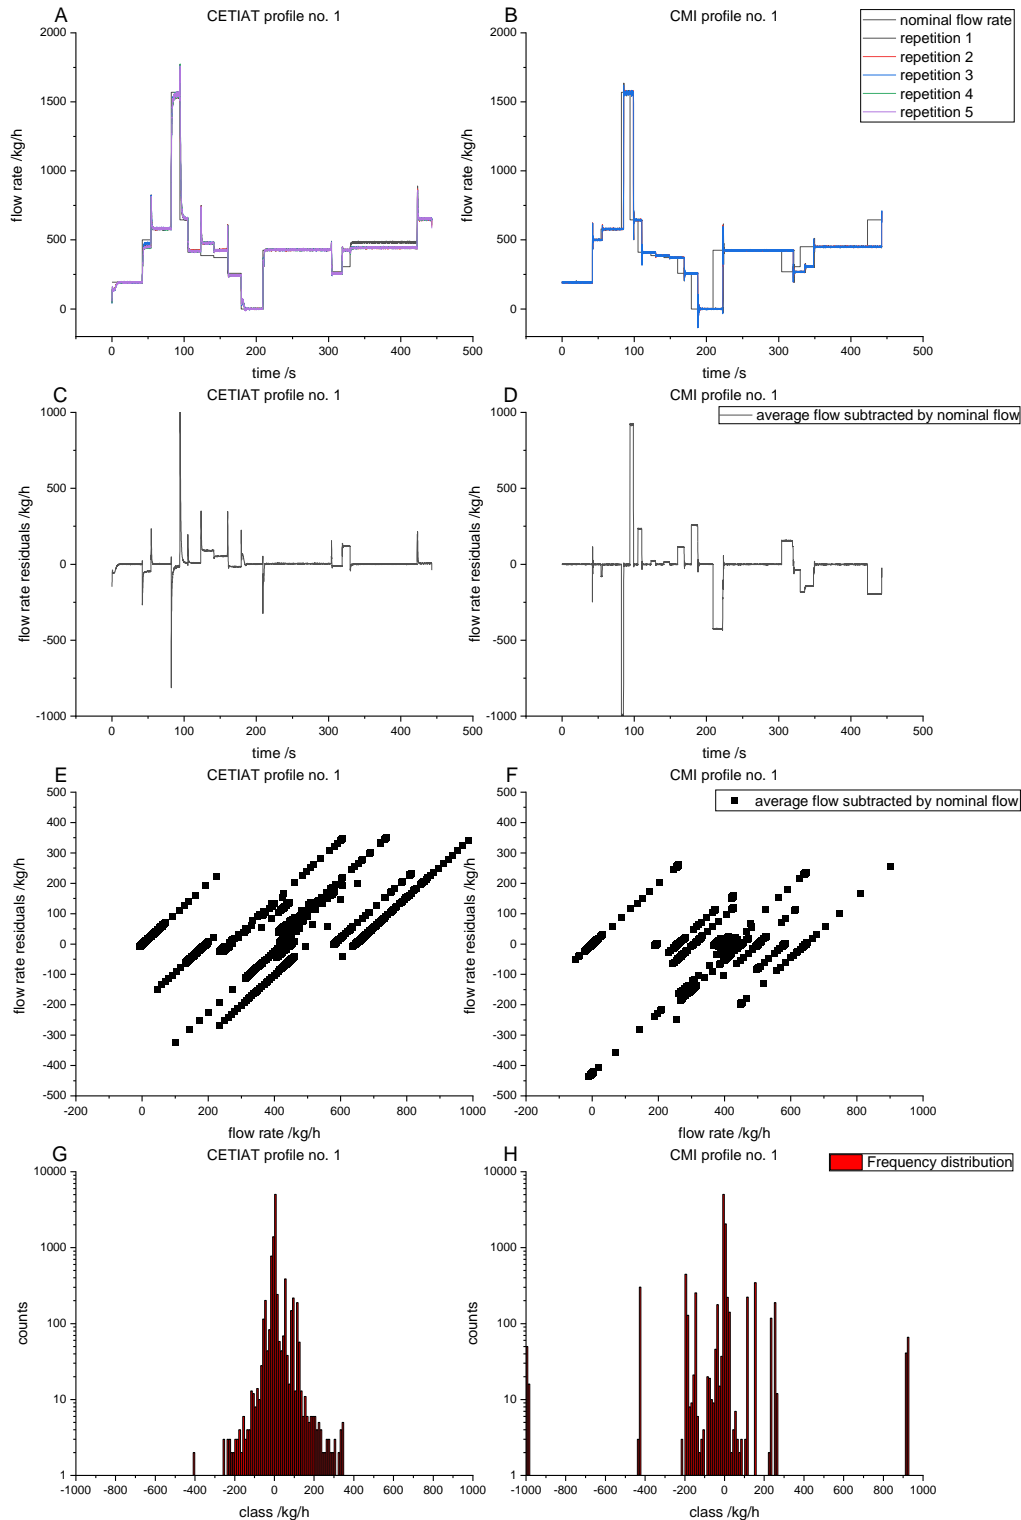 A
CETIAT profile no. 1
2000
1500
1000
500
0
flow rate /kg/h
0 100 200 300 400 500
time /s
B
CMI profile no. 1
nominal flow rate
repetition 1
repetition 2
repetition 3
repetition 4
repetition 5
2000
1500
1000
500
0
flow rate /kg/h
0 100 200 300 400 500
time /s
C
CETIAT profile no. 1
1000
500
0
-500
-1000
flow rate residuals /kg/h
0 100 200 300 400 500
time /s
D
CMI profile no. 1
average flow subtracted by nominal flow
1000
500
0
-500
-1000
flow rate residuals /kg/h
0 100 200 300 400 500
time /s
E
CETIAT profile no. 1
500
400
300
200
100
0
-100
-200
-300
-400
-500
flow rate residuals /kg/h
-200 0 200 400 600 800 1000
flow rate /kg/h
F
CMI profile no. 1
average flow subtracted by nominal flow
500
400
300
200
100
0
-100
-200
-300
-400
-500
flow rate residuals /kg/h
-200 0 200 400 600 800 1000
flow rate /kg/h
G
CETIAT profile no. 1
10000
1000
100
10
1
counts
-1000 -800 -600 -400 -200 0 200 400 600 800 1000
class /kg/h
H
CMI profile no. 1
Frequency distribution
10000
1000
100
10
1
counts
-1000 -800 -600 -400 -200 0 200 400 600 800 1000
class /kg/h